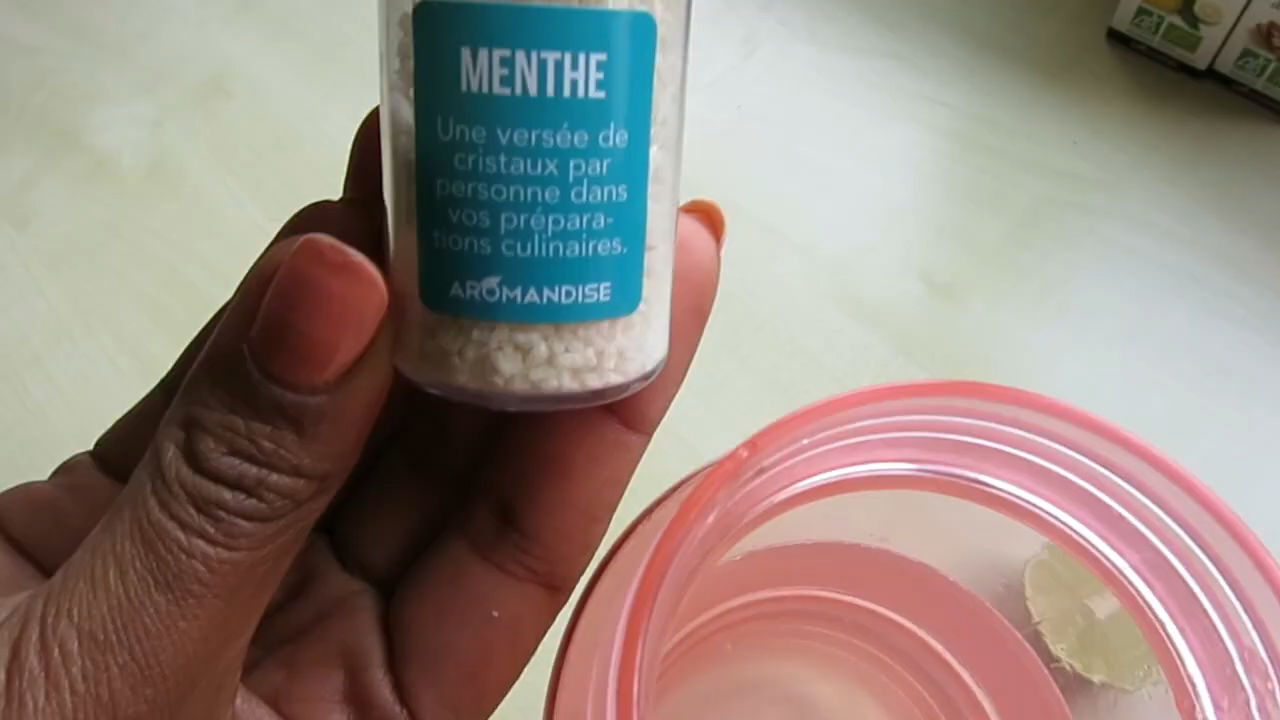 MENTHE
Une versée de
cristaux par
personne dans
vos prépara-
tions culinaires.
AROMANDISE